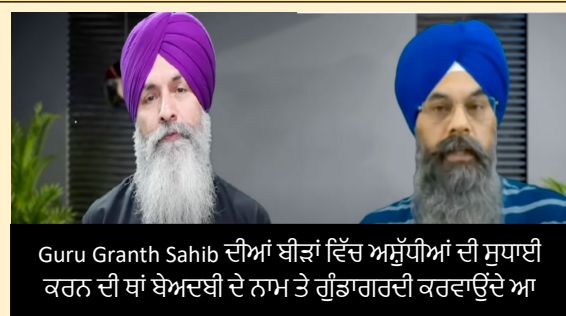 Guru Granth Sahib ਦੀਆਂ ਬੀੜਾਂ ਵਿੱਚ ਅਸ਼ੁੱਧੀਆਂ ਦੀ ਸੁਧਾਈ
ਕਰਨ ਦੀ ਥਾਂ ਬੇਅਦਬੀ ਦੇ ਨਾਮ ਤੇ ਗੁੰਡਾਗਰਦੀ ਕਰਵਾਉਂਦੇ ਆ